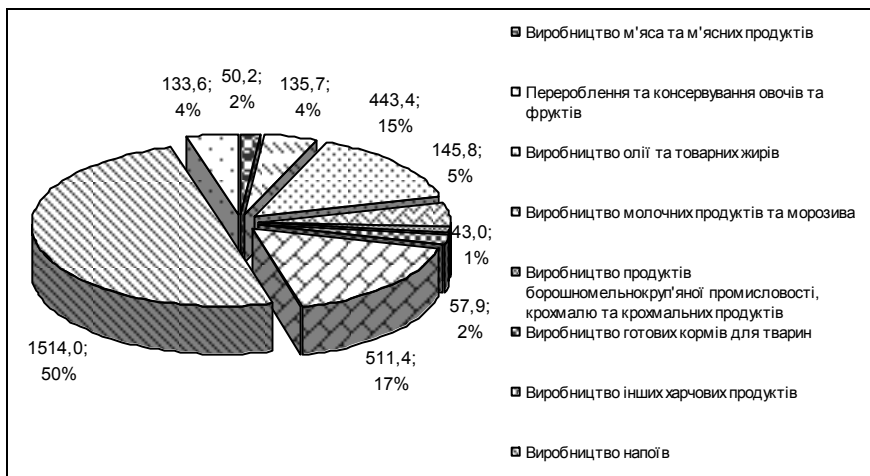 133,6;
4%
50,2;
2%
135,7;
4%
443,4;
15%
145,8;
5%
43,0;
1%
57,9;
2%
511,4;
17%
1514,0;
50%
Виробництво м'яса та м'ясних продуктів
Перероблення та консервування овочів та
фруктів
Виробництво олії та товарних жирів
Виробництво молочних продуктів та морозива
Виробництво продуктів
борошномельнокруп'яної промисловості,
крохмалю та крохмальних продуктів
Виробництво готових кормів для тварин
Виробництво інших харчових продуктів
Виробництво напоїв